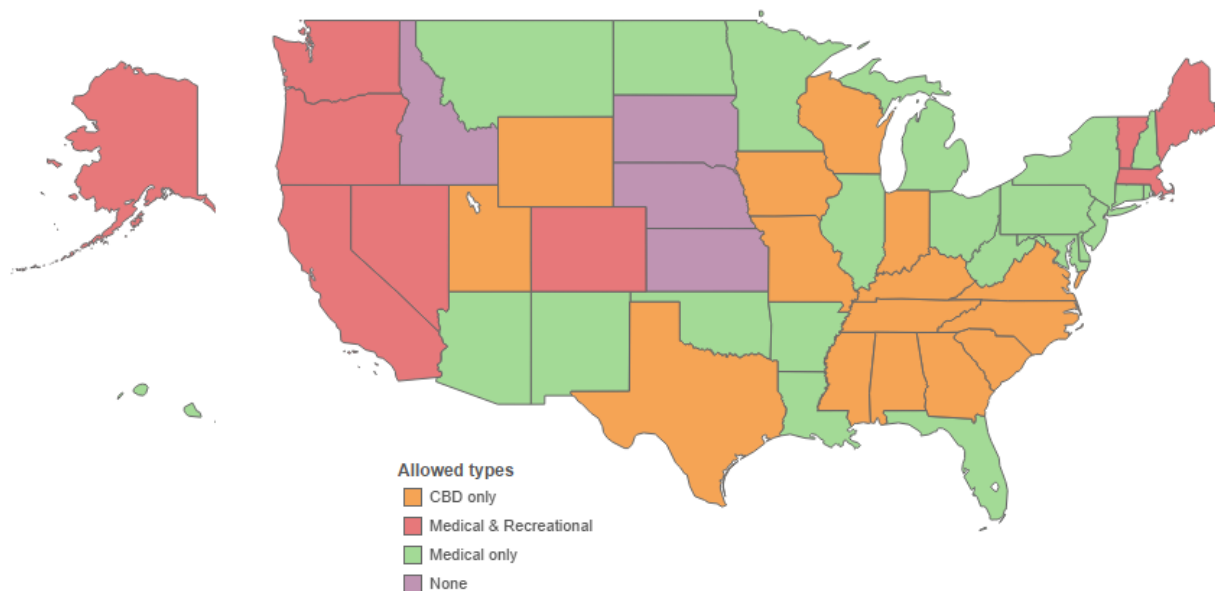 Allowed types
CBD only
Medical & Recreational
Medical only
None